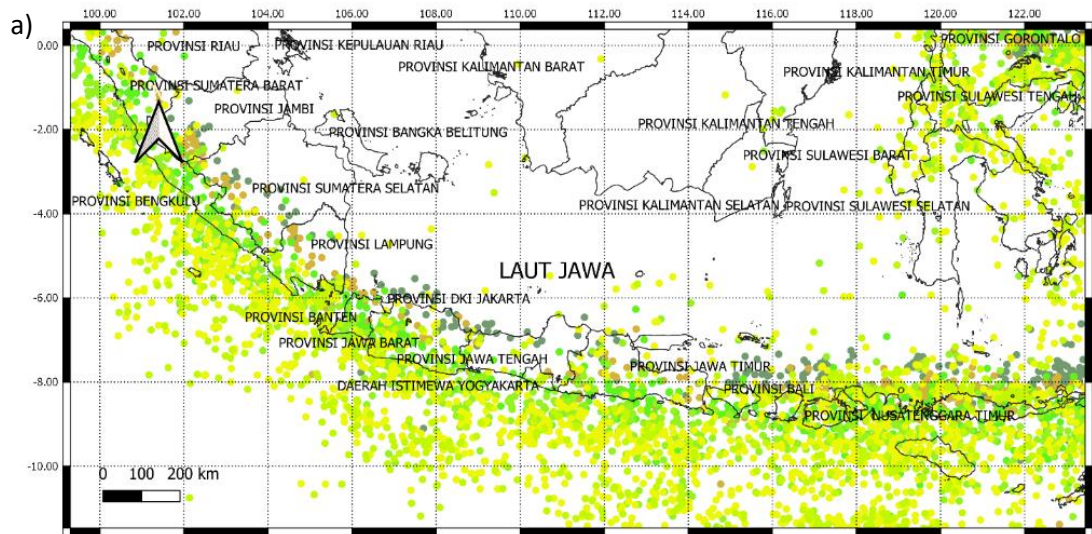 a)
100.00 102.00 104.00 106.00 108.00 110.00 112.00 114.00 116.00 118.00 120.00 122.00
0.00
PROVINSI RIAU
PROVINSI KEPULAUAN RIAU
PROVINSI GORONTALO
PROVINSI KALIMANTAN BARAT
PROVINSI KALIMANTAN TIMUR
PROVINSI SUMATERA BARAT
PROVINSI SULAWESI TENGAH
PROVINSI JAMBI
-2.00
PROVINSI BANGKA BELITUNG
PROVINSI KALIMANTAN TENGAH
PROVINSI SULAWESI BARAT
PROVINSI SUMATERA SELATAN
PROVINSI BENGKULU
PROVINSI KALIMANTAN SELATAN
PROVINSI SULAWESI SELATAN
-4.00
PROVINSI LAMPUNG
LAUT JAWA
-6.00
PROVINSI DKI JAKARTA
PROVINSI BANTEN
PROVINSI JAWA BARAT
PROVINSI JAWA TENGAH
PROVINSI JAWA TIMUR
-8.00
DAERAH ISTIMEWA YOGYAKARTA
PROVINSI BALI
PROVINSI NUSATENGGARA TIMUR
-10.00
0 100 200 km